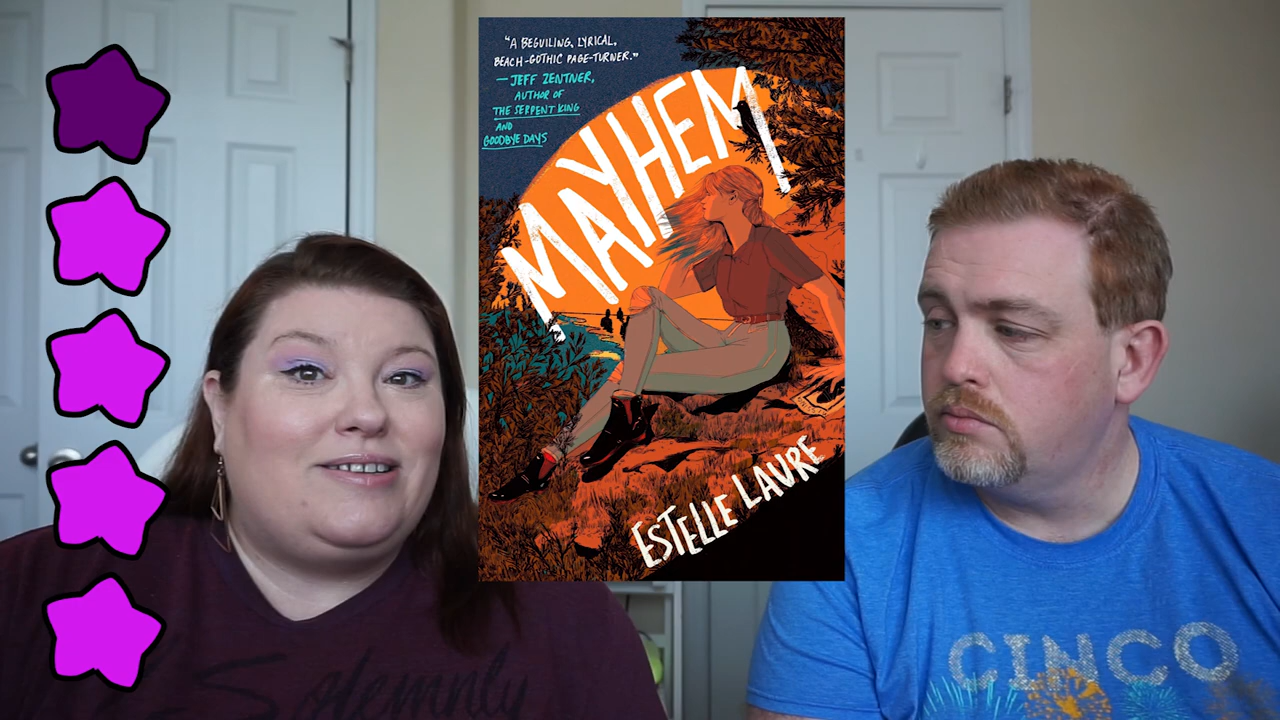 "A BEGUILING, LYRICAL,
BEACH-GOTHIC PAGE-TURNER."
— JEFF ZENTNER,
AUTHOR OF
THE SERPENT KING
AND
GOODBYE DAYS
MAYHEM
ESTELLE LAURE
Solemnly
CINCO